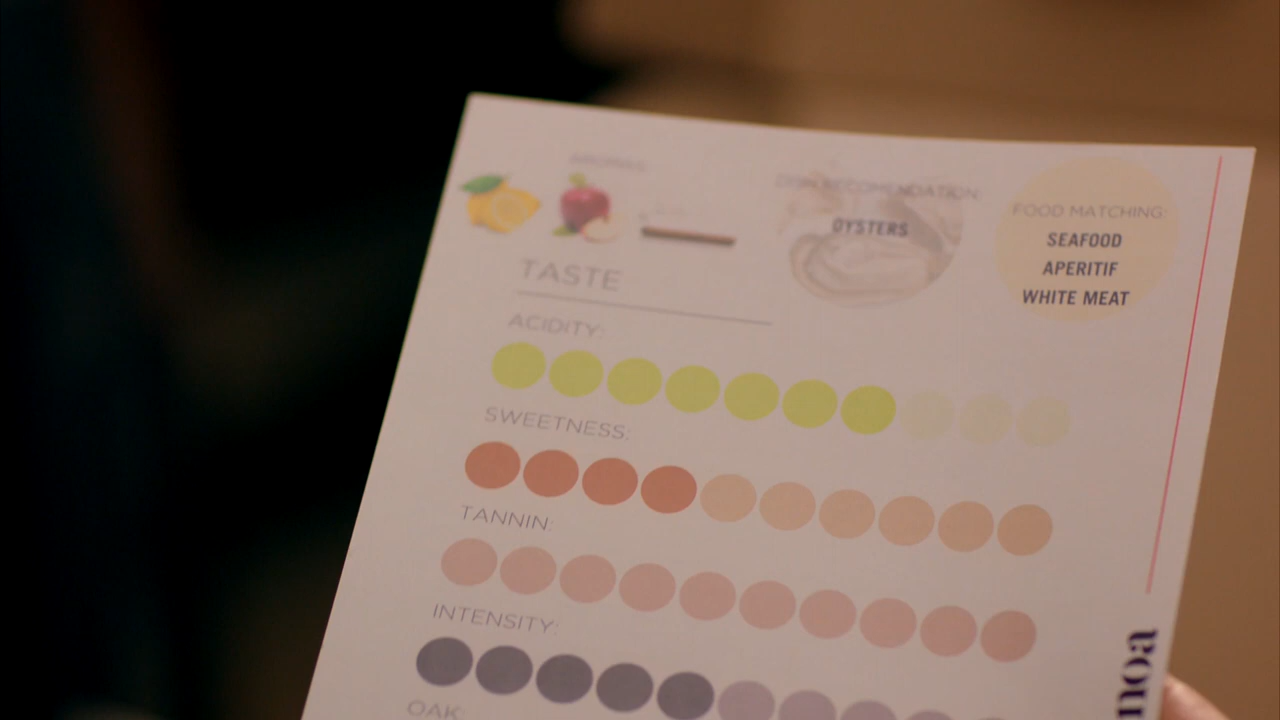 AROMAS:
DISH RECOMENDATION:
OYSTERS
FOOD MATCHING:
SEAFOOD
APERITIF
WHITE MEAT
TASTE
ACIDITY:
SWEETNESS:
TANNIN:
INTENSITY:
OAK:
noa